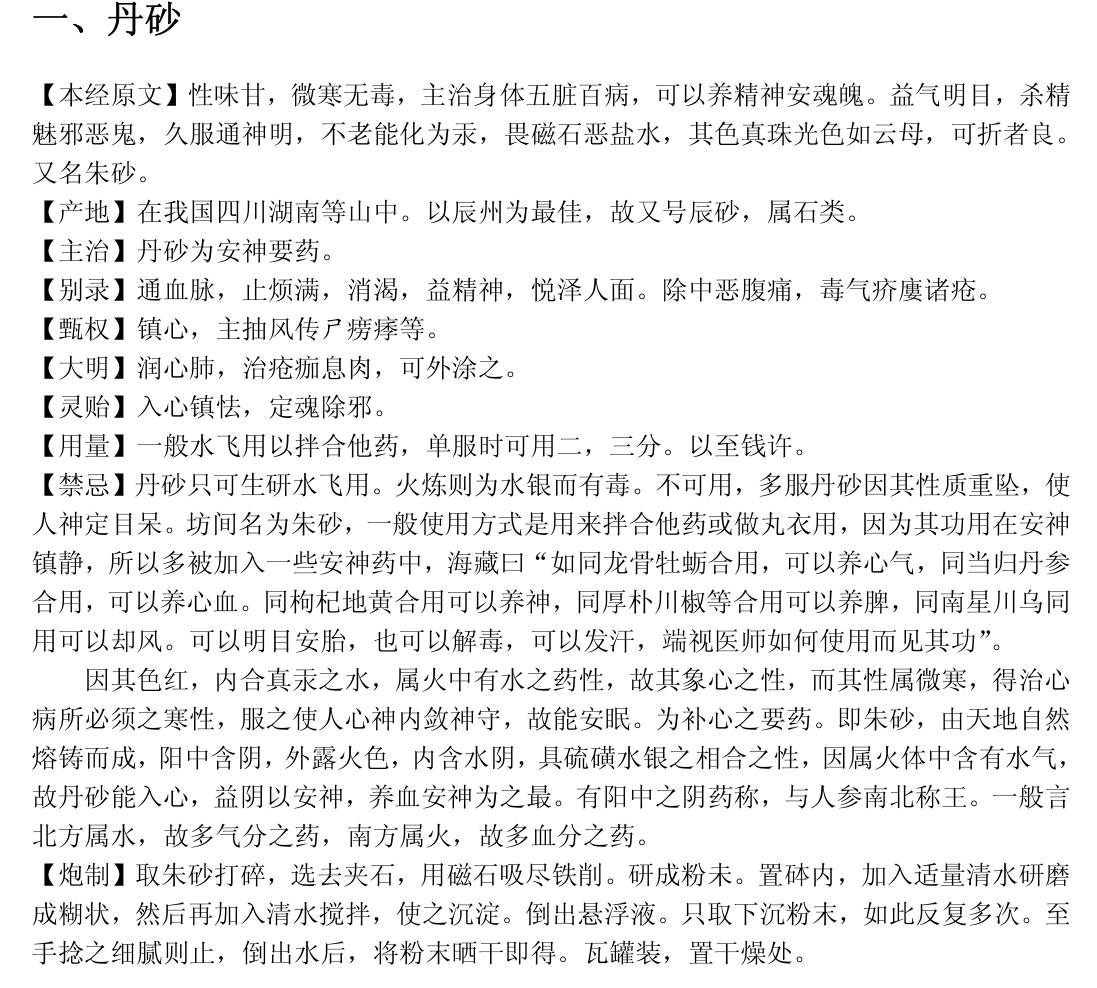 一、丹砂
【本经原文】性味甘，微寒无毒，主治身体五脏百病，可以养精神安魂魄。益气明目，杀精
魅邪恶鬼，久服通神明，不老能化为汞，畏磁石恶盐水，其色真珠光色如云母，可折者良。
又名朱砂。
【产地】在我国四川湖南等山中。以辰州为最佳，故又号辰砂，属石类。
【主治】丹砂为安神要药。
【别录】通血脉，止烦满，消渴，益精神，悦泽人面。除中恶腹痛，毒气疥廔诸疮。
【甄权】镇心，主抽风传尸痨痵等。
【大明】润心肺，治疮痂息肉，可外涂之。
【灵贻】入心镇怯，定魂除邪。
【用量】一般水飞用以拌合他药，单服时可用二，三分。以至钱许。
【禁忌】丹砂只可生研水飞用。火炼则为水银而有毒。不可用，多服丹砂因其性质重坠，使
人神定目呆。坊间名为朱砂，一般使用方式是用来拌合他药或做丸衣用，因为其功用在安神
镇静，所以多被加入一些安神药中，海藏曰“如同龙骨牡蛎合用，可以养心气，同当归丹参
合用，可以养心血。同枸杞地黄合用可以养神，同厚朴川椒等合用可以养脾，同南星川乌同
用可以却风。可以明目安胎，也可以解毒，可以发汗，端视医师如何使用而见其功”。
因其色红，内合真汞之水，属火中有水之药性，故其象心之性，而其性属微寒，得治心
病所必须之寒性，服之使人心神内敛神守，故能安眠。为补心之要药。即朱砂，由天地自然
熔铸而成，阳中含阴，外露火色，内含水阴，具硫磺水银之相合之性，因属火体中含有水气，
故丹砂能入心，益阴以安神，养血安神为之最。有阳中之阴药称，与人参南北称王。一般言
北方属水，故多气分之药，南方属火，故多血分之药。
【炮制】取朱砂打碎，选去夹石，用磁石吸尽铁削。研成粉未。置砵内，加入适量清水研磨
成糊状，然后再加入清水搅拌，使之沉淀。倒出悬浮液。只取下沉粉末，如此反复多次。至
手捻之细腻则止，倒出水后，将粉末晒干即得。瓦罐装，置干燥处。